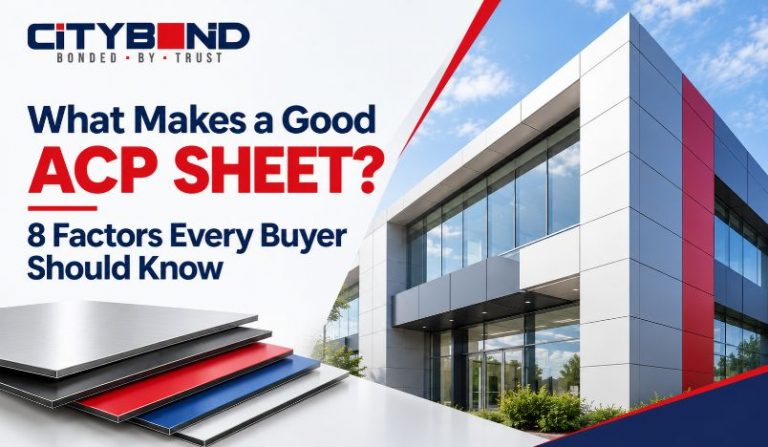 CiTYBOND
BONDED • BY • TRUST
What Makes a Good
ACP SHEET?
8 Factors Every Buyer
Should Know